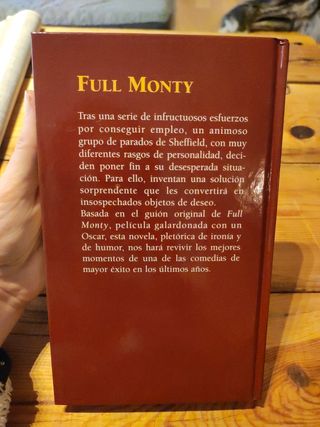 FULL MONTY
Tras una serie de infructuosos esfuerzos
por conseguir empleo, un animoso
grupo de parados de Sheffield, con muy
diferentes rasgos de personalidad, deci-
den poner fin a su desesperada situa-
ción. Para ello, inventan una solución
sorprendente que les convertirá en
insospechados objetos de deseo.
Basada en el guión original de Full
Monty, película galardonada con un
Oscar, esta novela, pletórica de ironía y
de humor, nos hará revivir los mejores
momentos de una de las comedias de
mayor éxito en los últimos años.